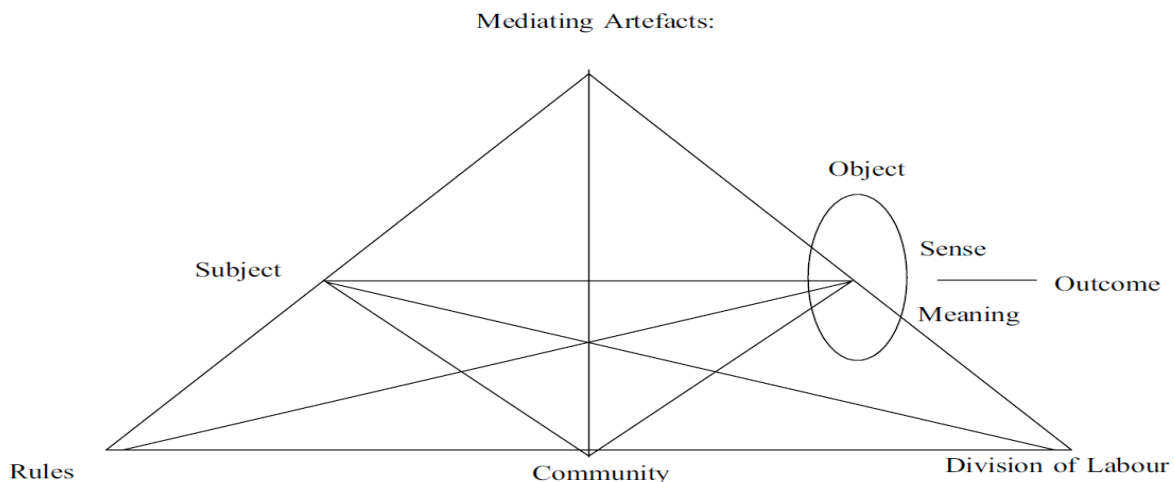 Mediating Artefacts:
Object
Sense
Subject
Outcome
Meaning
Rules
Community
Division of Labour